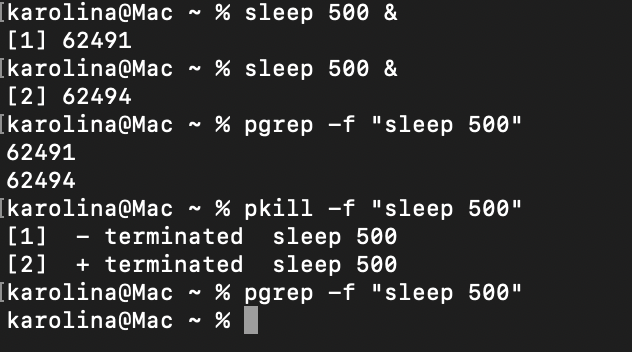 [karolina@Mac ~ % sleep 500 &
[1] 62491
[karolina@Mac ~ % sleep 500 &
[2] 62494
[karolina@Mac ~ % pgrep -f "sleep 500"
62491
62494
[karolina@Mac ~ % pkill -f "sleep 500"
[1]  - terminated  sleep 500
[2]  + terminated  sleep 500
[karolina@Mac ~ % pgrep -f "sleep 500"
karolina@Mac ~ %